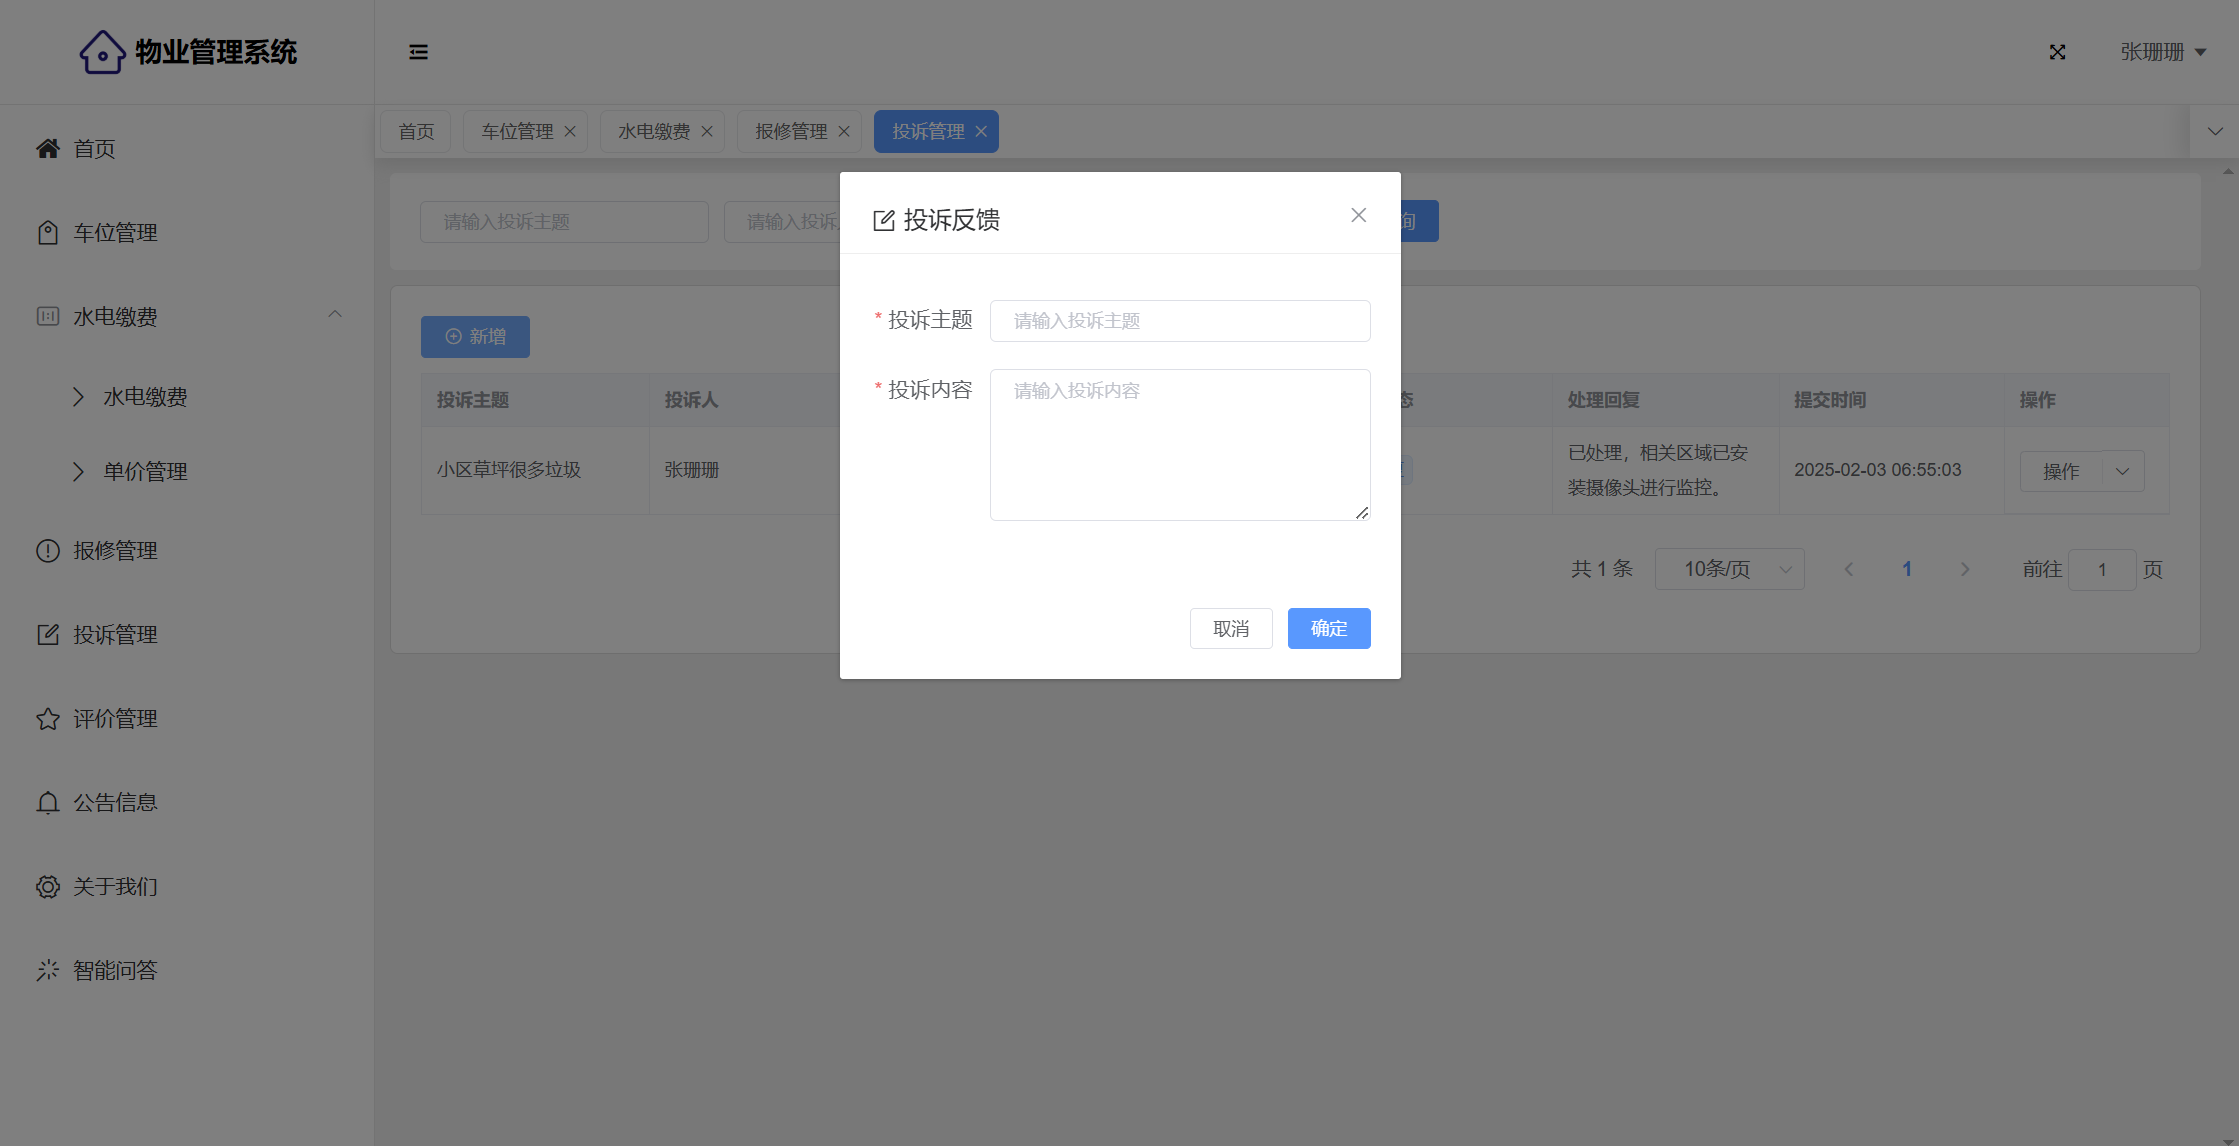 物业管理系统
张珊珊
首页
车位管理
水电缴费
报修管理
投诉管理
首页
车位管理
水电缴费
水电缴费
单价管理
报修管理
投诉管理
评价管理
公告信息
关于我们
智能问答
请输入投诉主题
请输入投诉
询
新增
投诉主题
投诉人
态
处理回复
提交时间
操作
小区草坪很多垃圾
张珊珊
已处理，相关区域已安
装摄像头进行监控。
2025-02-03 06:55:03
操作
共 1 条
10条/页
1
前往
1
页
投诉反馈
* 投诉主题
请输入投诉主题
* 投诉内容
请输入投诉内容
取消
确定